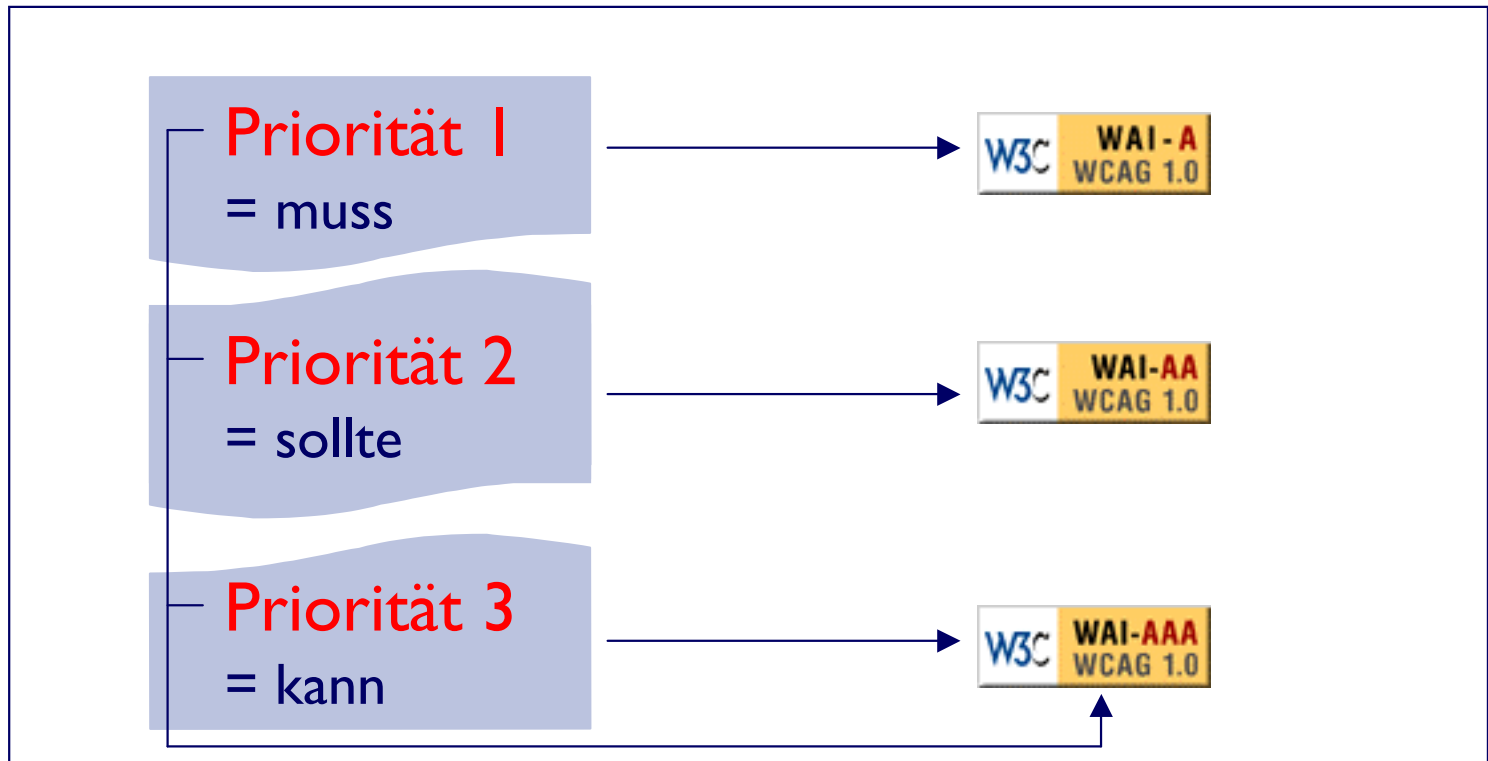 Priorität 1
= muss
W3C WAI-A
WCAG 1.0
Priorität 2
= sollte
W3C WAI-AA
WCAG 1.0
Priorität 3
= kann
W3C WAI-AAA
WCAG 1.0